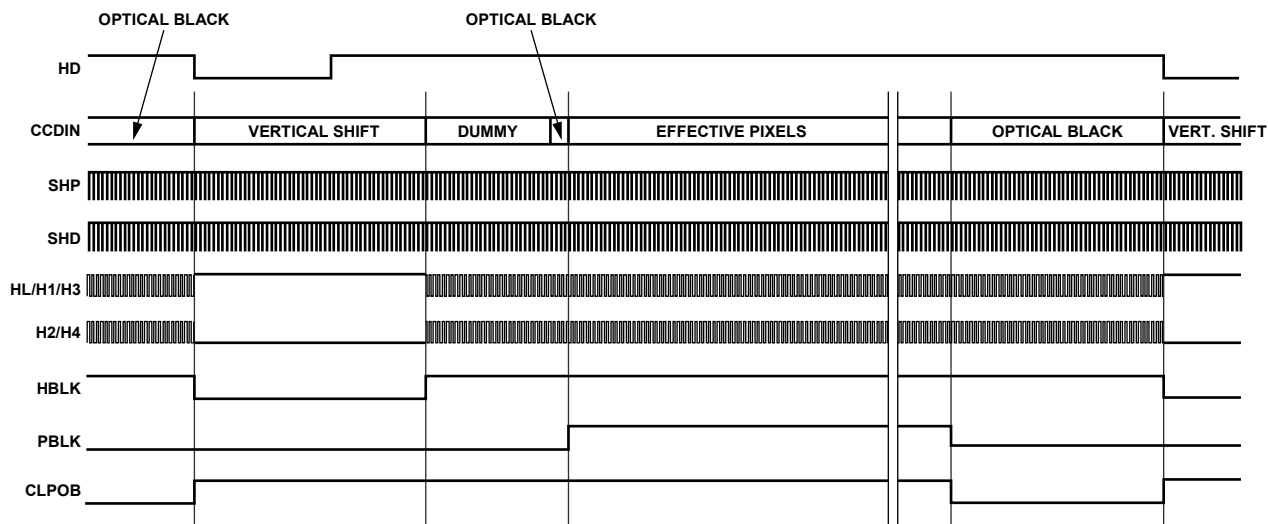 OPTICAL BLACK
OPTICAL BLACK
HD
CCDIN
VERTICAL SHIFT
DUMMY
EFFECTIVE PIXELS
OPTICAL BLACK
VERT. SHIFT
SHP
SHD
HL/H1/H3
H2/H4
HBLK
PBLK
CLPOB